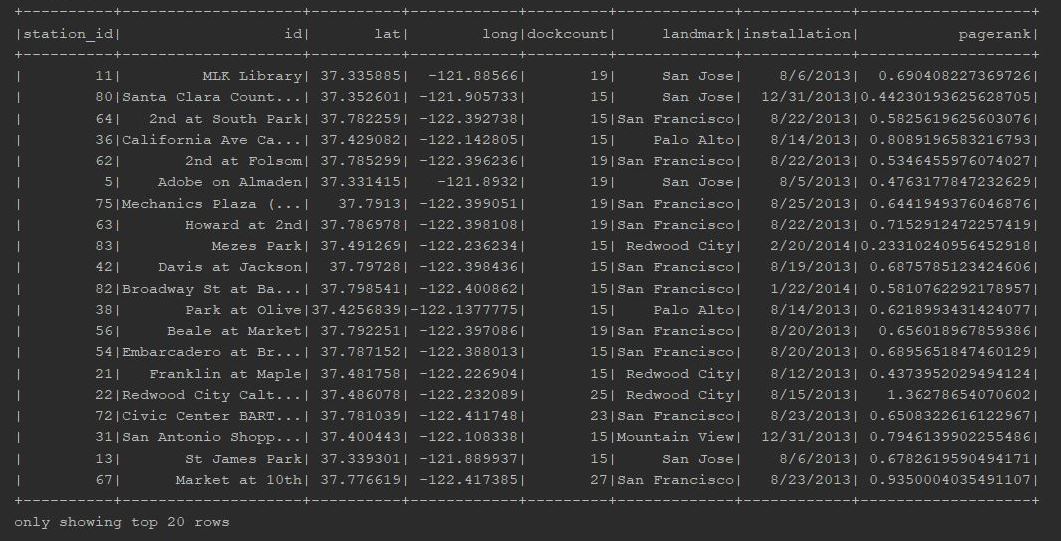 +----------+--------------------+----------+------------+---------+-------------+------------+-------------------+
|station_id|                  id|       lat|        long|dockcount|     landmark|installation|           pagerank|
+----------+--------------------+----------+------------+---------+-------------+------------+-------------------+
|        11|         MLK Library| 37.335885|  -121.88566|       19|     San Jose|    8/6/2013|  0.690408227369726|
|        80|Santa Clara Count...| 37.352601| -121.905733|       15|     San Jose|  12/31/2013|0.44230193625628705|
|        64|   2nd at South Park| 37.782259| -122.392738|       15|San Francisco|   8/22/2013| 0.5825619625603076|
|        36|California Ave Ca...| 37.429082| -122.142805|       15|    Palo Alto|   8/14/2013| 0.8089196583216793|
|        62|       2nd at Folsom| 37.785299| -122.396236|       19|San Francisco|   8/22/2013| 0.5346455976074027|
|         5|    Adobe on Almaden| 37.331415|   -121.8932|       19|     San Jose|    8/5/2013| 0.4763177847232629|
|        75|Mechanics Plaza (...|   37.7913| -122.399051|       19|San Francisco|   8/25/2013| 0.6441949376046876|
|        63|       Howard at 2nd| 37.786978| -122.398108|       19|San Francisco|   8/22/2013| 0.7152912472257419|
|        83|          Mezes Park| 37.491269| -122.236234|       15| Redwood City|   2/20/2014|0.23310240956452918|
|        42|    Davis at Jackson|  37.79728| -122.398436|       15|San Francisco|   8/19/2013| 0.6875785123424606|
|        82|Broadway St at Ba...| 37.798541| -122.400862|       15|San Francisco|   1/22/2014| 0.5810762292178957|
|        38|       Park at Olive|37.4256839|-122.1377775|       15|    Palo Alto|   8/14/2013| 0.6218993431424077|
|        56|     Beale at Market| 37.792251| -122.397086|       19|San Francisco|   8/20/2013|  0.656018967859386|
|        54|Embarcadero at Br...| 37.787152| -122.388013|       15|San Francisco|   8/20/2013| 0.6895651847460129|
|        21|   Franklin at Maple| 37.481758| -122.226904|       15| Redwood City|   8/12/2013| 0.4373952029494124|
|        22|Redwood City Calt...| 37.486078| -122.232089|       25| Redwood City|   8/15/2013|   1.36278654070602|
|        72|Civic Center BART...| 37.781039| -122.411748|       23|San Francisco|   8/23/2013| 0.6508322616122967|
|        31|San Antonio Shopp...| 37.400443| -122.108338|       15|Mountain View|  12/31/2013| 0.7946139902255486|
|        13|       St James Park| 37.339301| -121.889937|       15|     San Jose|    8/6/2013| 0.6782619590494171|
|        67|      Market at 10th| 37.776619| -122.417385|       27|San Francisco|   8/23/2013| 0.9350004035491107|
+----------+--------------------+----------+------------+---------+-------------+------------+-------------------+
only showing top 20 rows